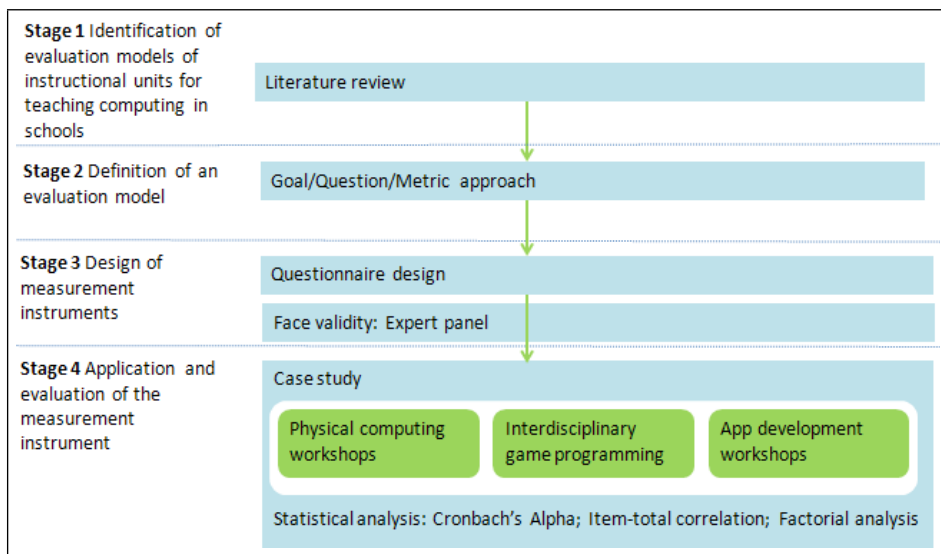 Stage 1 Identification of
evaluation models of
instructional units for
teaching computing in
schools
Literature review
Stage 2 Definition of an
evaluation model
Goal/Question/Metric approach
Stage 3 Design of
measurement
instruments
Questionnaire design
Face validity: Expert panel
Stage 4 Application and
evaluation of the
measurement
instrument
Case study
Physical computing
workshops
Interdisciplinary
game programming
App development
workshops
Statistical analysis: Cronbach's Alpha; Item-total correlation; Factorial analysis